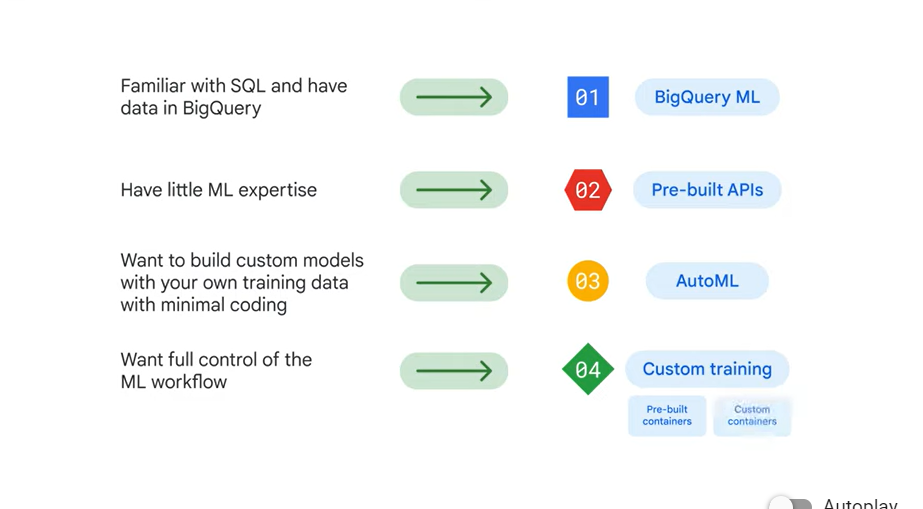 Familiar with SQL and have
data in BigQuery
01
BigQuery ML
Have little ML expertise
02
Pre-built APIs
Want to build custom models
with your own training data
with minimal coding
03
AutoML
Want full control of the
ML workflow
04
Custom training
Pre-built
containers
Custom
containers
Autoplay